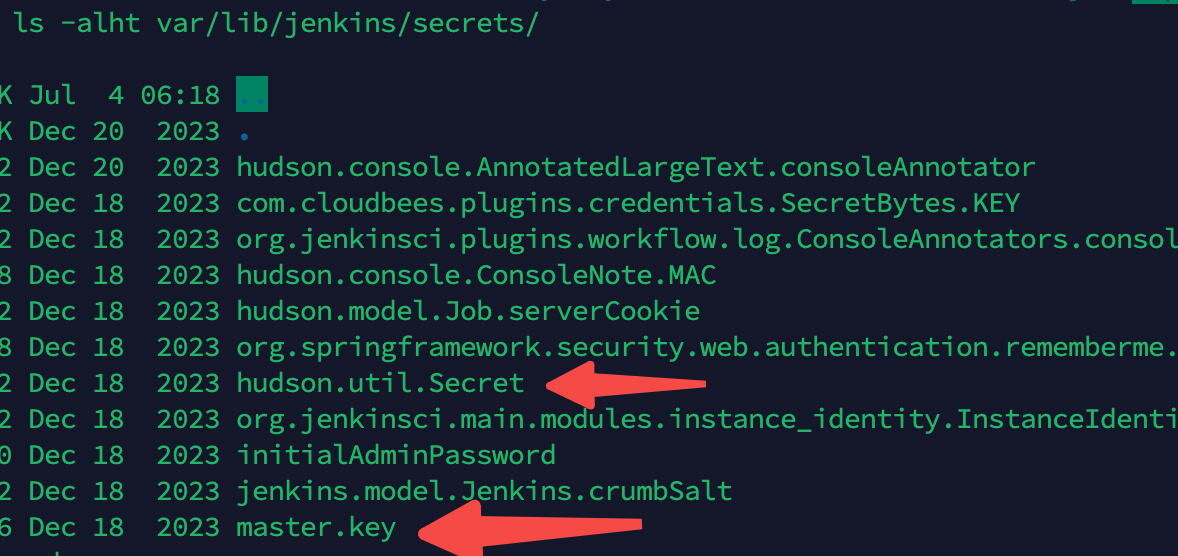 ls -alht var/lib/jenkins/secrets/
K Jul  4 06:18 ..
K Dec 20  2023 .
2 Dec 20  2023 hudson.console.AnnotatedLargeText.consoleAnnotator
2 Dec 18  2023 com.cloudbees.plugins.credentials.SecretBytes.KEY
2 Dec 18  2023 org.jenkinsci.plugins.workflow.log.ConsoleAnnotators.consol
8 Dec 18  2023 hudson.console.ConsoleNote.MAC
2 Dec 18  2023 hudson.model.Job.serverCookie
8 Dec 18  2023 org.springframework.security.web.authentication.rememberme.
2 Dec 18  2023 hudson.util.Secret
2 Dec 18  2023 org.jenkinsci.main.modules.instance_identity.InstanceIdenti
0 Dec 18  2023 initialAdminPassword
2 Dec 18  2023 jenkins.model.Jenkins.crumbSalt
6 Dec 18  2023 master.key